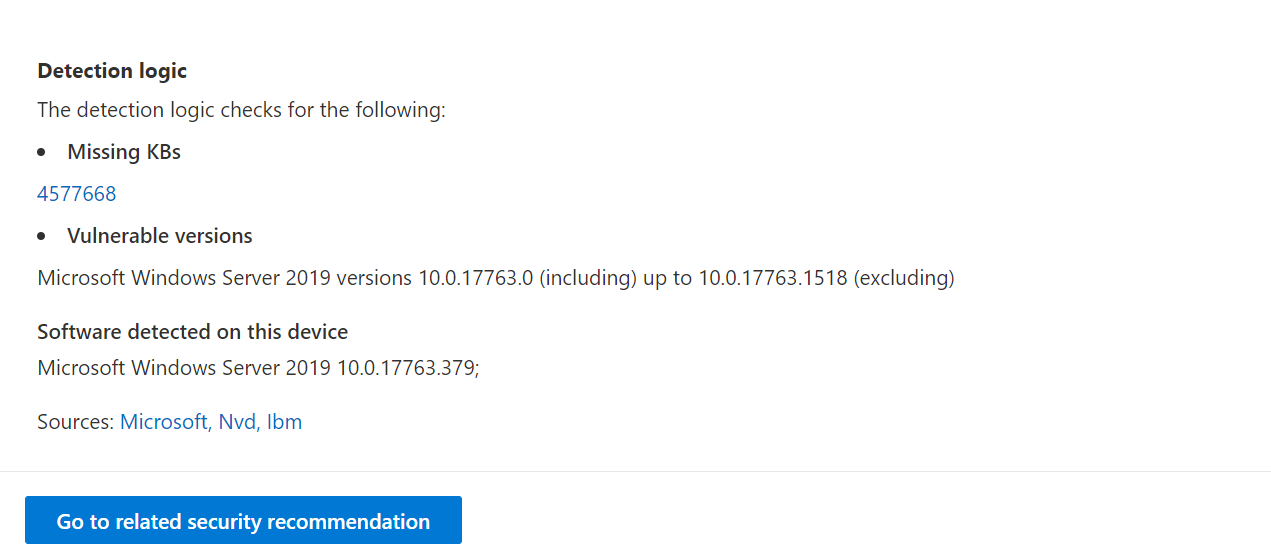 Detection logic
The detection logic checks for the following:
• Missing KBs
4577668
• Vulnerable versions
Microsoft Windows Server 2019 versions 10.0.17763.0 (including) up to 10.0.17763.1518 (excluding)
Software detected on this device
Microsoft Windows Server 2019 10.0.17763.379;
Sources: Microsoft, Nvd, Ibm
Go to related security recommendation